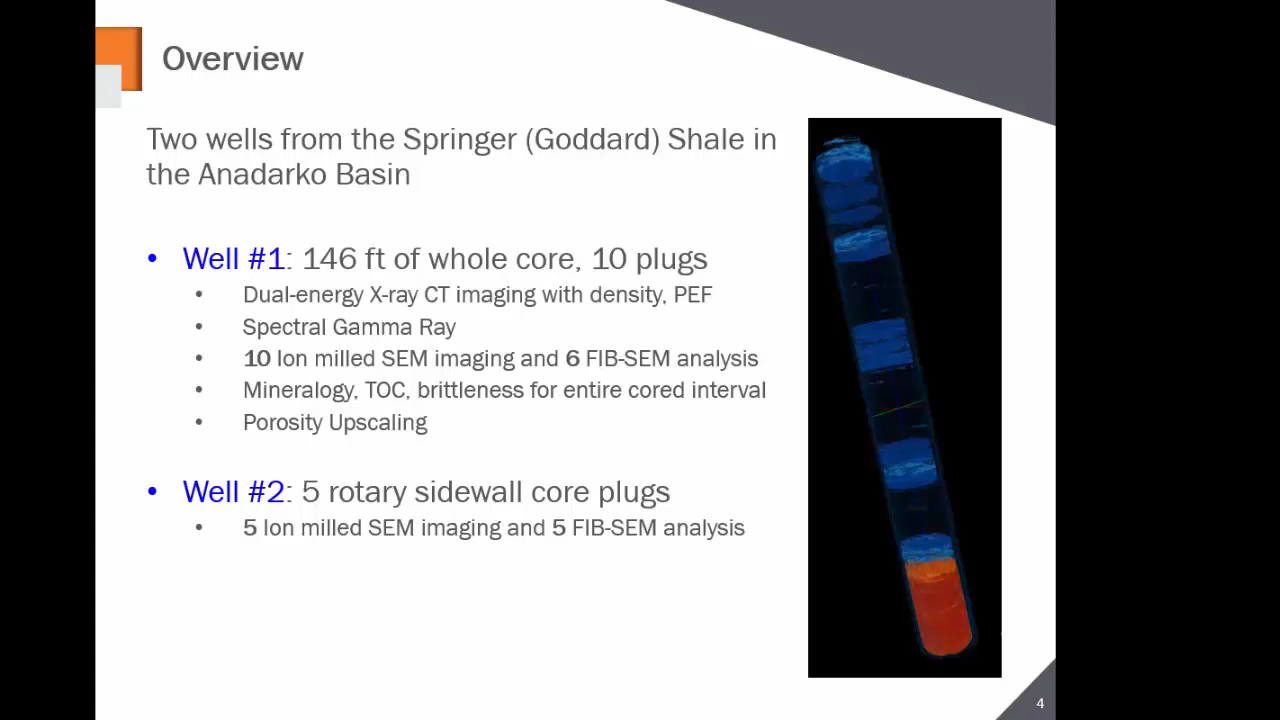 Overview
Two wells from the Springer (Goddard) Shale in
the Anadarko Basin
• Well #1: 146 ft of whole core, 10 plugs
• Dual-energy X-ray CT imaging with density, PEF
• Spectral Gamma Ray
• 10 Ion milled SEM imaging and 6 FIB-SEM analysis
• Mineralogy, TOC, brittleness for entire cored interval
• Porosity Upscaling
• Well #2: 5 rotary sidewall core plugs
• 5 Ion milled SEM imaging and 5 FIB-SEM analysis
4